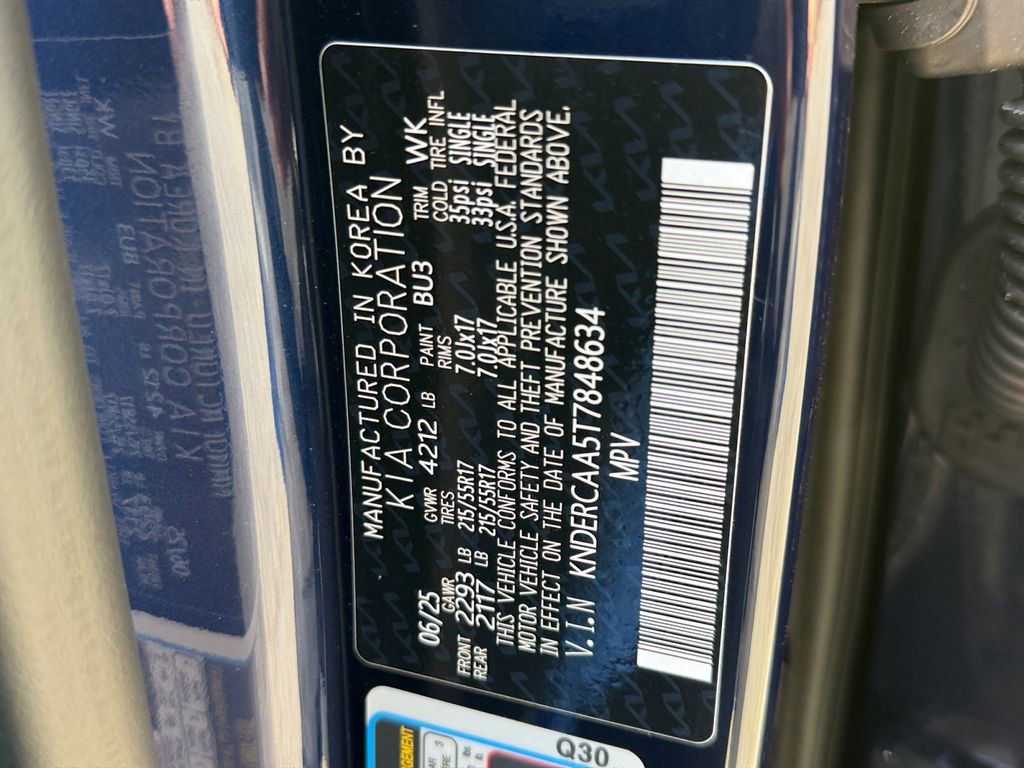 MANUFACTURED IN KOREA BY
KIA CORPORATION
06/25 GVWR 4212 LB PAINT BU3 TRIM WK
GAWR TIRES RIMS COLD TIRE INFL
FRONT 2293 LB 215/55R17 7.0Jx17 35psi SINGLE
REAR 2117 LB 215/55R17 7.0Jx17 33psi SINGLE
THIS VEHICLE CONFORMS TO ALL APPLICABLE U.S.A. FEDERAL
MOTOR VEHICLE SAFETY AND THEFT PREVENTION STANDARDS
IN EFFECT ON THE DATE OF MANUFACTURE SHOWN ABOVE.
V.I.N KNDERCAA5T7848634
MPV
Q30